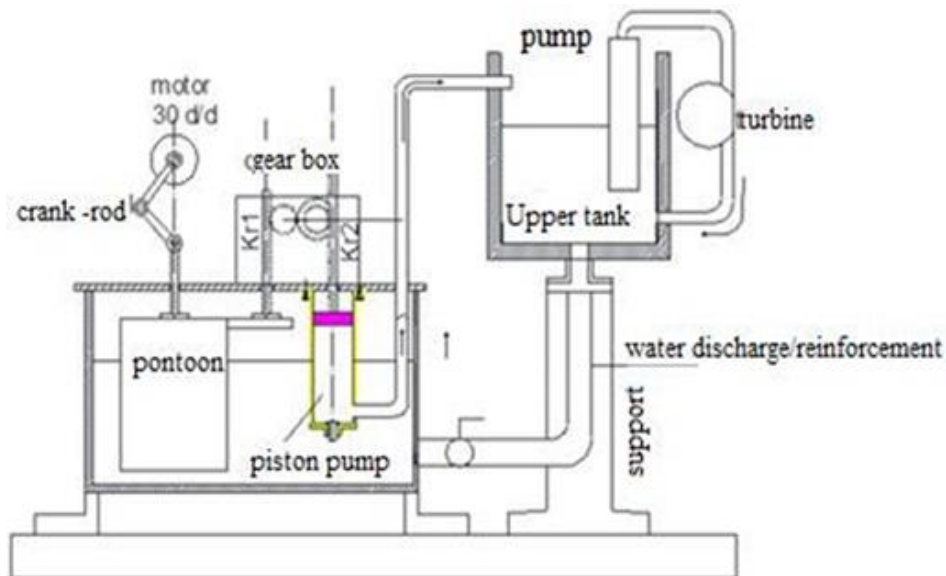 pump
motor
30 d/d
turbine
gear box
crank -rod
Upper tank
Kr1
Kr2
water discharge/reinforcement
pontoon
support
piston pump